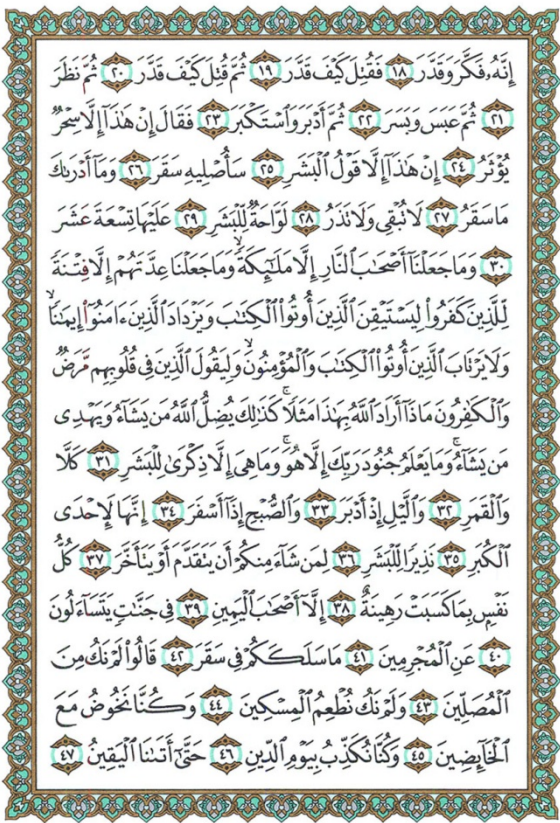 إِنَّهُۥ فَكَّرَ وَقَدَّرَ ١٨ فَقُتِلَ كَيْفَ قَدَّرَ ١٩ ثُمَّ قُتِلَ كَيْفَ قَدَّرَ ٢٠ ثُمَّ نَظَرَ
٢١ ثُمَّ عَبَسَ وَبَسَرَ ٢٢ ثُمَّ أَدْبَرَ وَٱسْتَكْبَرَ ٢٣ فَقَالَ إِنْ هَٰذَآ إِلَّا سِحْرٌ
يُؤْثَرُ ٢٤ إِنْ هَٰذَآ إِلَّا قَوْلُ ٱلْبَشَرِ ٢٥ سَأُصْلِيهِ سَقَرَ ٢٦ وَمَآ أَدْرَىٰكَ
مَا سَقَرُ ٢٧ لَا تُبْقِى وَلَا تَذَرُ ٢٨ لَوَّاحَةٌ لِّلْبَشَرِ ٢٩ عَلَيْهَا تِسْعَةَ عَشَرَ
٣٠ وَمَا جَعَلْنَآ أَصْحَٰبَ ٱلنَّارِ إِلَّا مَلَٰٓئِكَةً ۙ وَمَا جَعَلْنَا عِدَّتَهُمْ إِلَّا فِتْنَةً
لِّلَّذِينَ كَفَرُوا۟ لِيَسْتَيْقِنَ ٱلَّذِينَ أُوتُوا۟ ٱلْكِتَٰبَ وَيَزْدَادَ ٱلَّذِينَ ءَامَنُوٓا۟ إِيمَٰنًا ۙ
وَلَا يَرْتَابَ ٱلَّذِينَ أُوتُوا۟ ٱلْكِتَٰبَ وَٱلْمُؤْمِنُونَ ۙ وَلِيَقُولَ ٱلَّذِينَ فِى قُلُوبِهِم مَّرَضٌ
وَٱلْكَٰفِرُونَ مَاذَآ أَرَادَ ٱللَّهُ بِهَٰذَا مَثَلًا ۚ كَذَٰلِكَ يُضِلُّ ٱللَّهُ مَن يَشَآءُ وَيَهْدِى
مَن يَشَآءُ ۚ وَمَا يَعْلَمُ جُنُودَ رَبِّكَ إِلَّا هُوَ ۚ وَمَا هِىَ إِلَّا ذِكْرَىٰ لِلْبَشَرِ ٣١ كَلَّا
وَٱلْقَمَرِ ٣٢ وَٱلَّيْلِ إِذْ أَدْبَرَ ٣٣ وَٱلصُّبْحِ إِذَآ أَسْفَرَ ٣٤ إِنَّهَا لَإِحْدَى
ٱلْكُبَرِ ٣٥ نَذِيرًا لِّلْبَشَرِ ٣٦ لِمَن شَآءَ مِنكُمْ أَن يَتَقَدَّمَ أَوْ يَتَأَخَّرَ ٣٧ كُلُّ
نَفْسٍۭ بِمَا كَسَبَتْ رَهِينَةٌ ٣٨ إِلَّآ أَصْحَٰبَ ٱلْيَمِينِ ٣٩ فِى جَنَّٰتٍ يَتَسَآءَلُونَ
٤٠ عَنِ ٱلْمُجْرِمِينَ ٤١ مَا سَلَكَكُمْ فِى سَقَرَ ٤٢ قَالُوا۟ لَمْ نَكُ مِنَ
ٱلْمُصَلِّينَ ٤٣ وَلَمْ نَكُ نُطْعِمُ ٱلْمِسْكِينَ ٤٤ وَكُنَّا نَخُوضُ مَعَ
ٱلْخَآئِضِينَ ٤٥ وَكُنَّا نُكَذِّبُ بِيَوْمِ ٱلدِّينِ ٤٦ حَتَّىٰٓ أَتَىٰنَا ٱلْيَقِينُ ٤٧